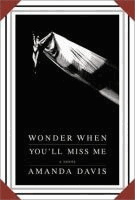 WONDER WHEN
YOU'LL MISS ME
a novel
AMANDA DAVIS